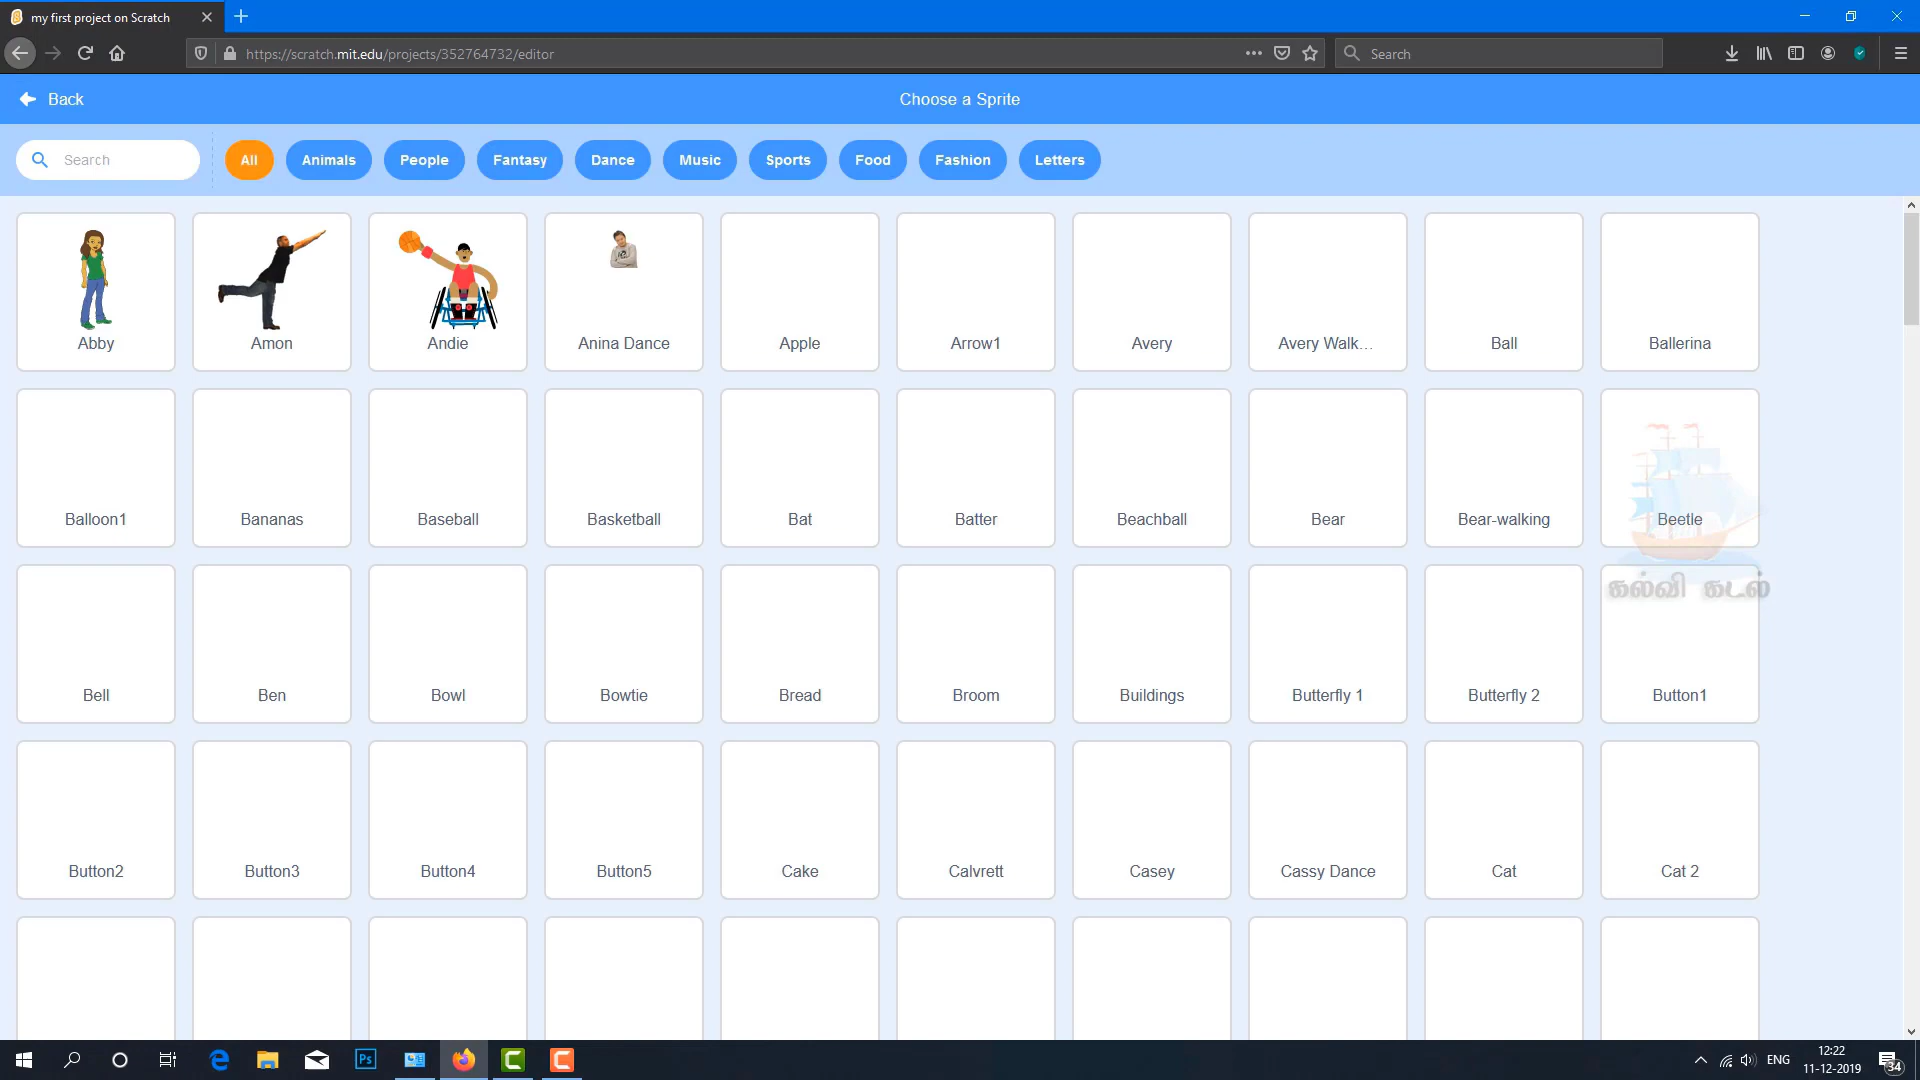 my first project on Scratch
https://scratch.mit.edu/projects/352764732/editor
Search
Back
Choose a Sprite
Search
All
Animals
People
Fantasy
Dance
Music
Sports
Food
Fashion
Letters
Abby
Amon
Andie
Anina Dance
Apple
Arrow1
Avery
Avery Walk...
Ball
Ballerina
Balloon1
Bananas
Baseball
Basketball
Bat
Batter
Beachball
Bear
Bear-walking
Beetle
கல்வி கடல்
Bell
Ben
Bowl
Bowtie
Bread
Broom
Buildings
Butterfly 1
Butterfly 2
Button1
Button2
Button3
Button4
Button5
Cake
Calvrett
Casey
Cassy Dance
Cat
Cat 2
Ps
ENG
12:22
11-12-2019
34